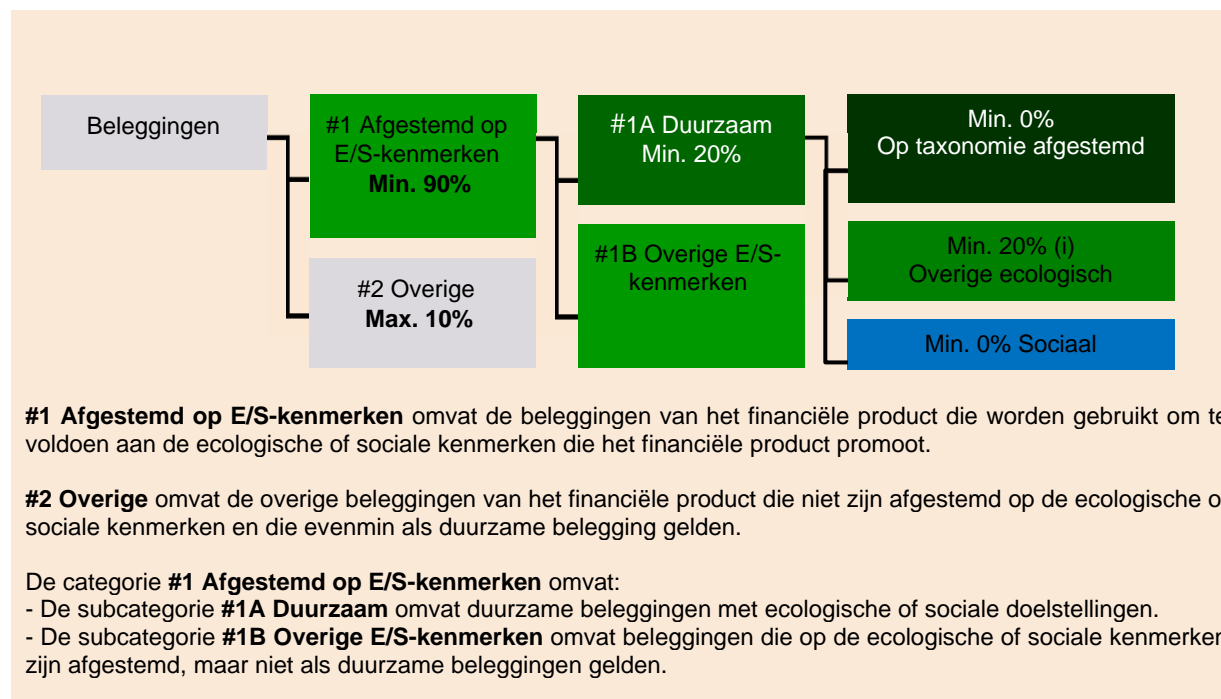 Beleggingen
#1 Afgestemd op
E/S-kenmerken
Min. 90%
#2 Overige
Max. 10%
#1A Duurzaam
Min. 20%
#1B Overige E/S-
kenmerken
Min. 0%
Op taxonomie afgestemd
Min. 20% (i)
Overige ecologisch
Min. 0% Sociaal
#1 Afgestemd op E/S-kenmerken omvat de beleggingen van het financiële product die worden gebruikt om te
voldoen aan de ecologische of sociale kenmerken die het financiële product promoot.
#2 Overige omvat de overige beleggingen van het financiële product die niet zijn afgestemd op de ecologische o
sociale kenmerken en die evenmin als duurzame belegging gelden.
De categorie #1 Afgestemd op E/S-kenmerken omvat:
- De subcategorie #1A Duurzaam omvat duurzame beleggingen met ecologische of sociale doelstellingen.
- De subcategorie #1B Overige E/S-kenmerken omvat beleggingen die op de ecologische of sociale kenmerken
zijn afgestemd, maar niet als duurzame beleggingen gelden.